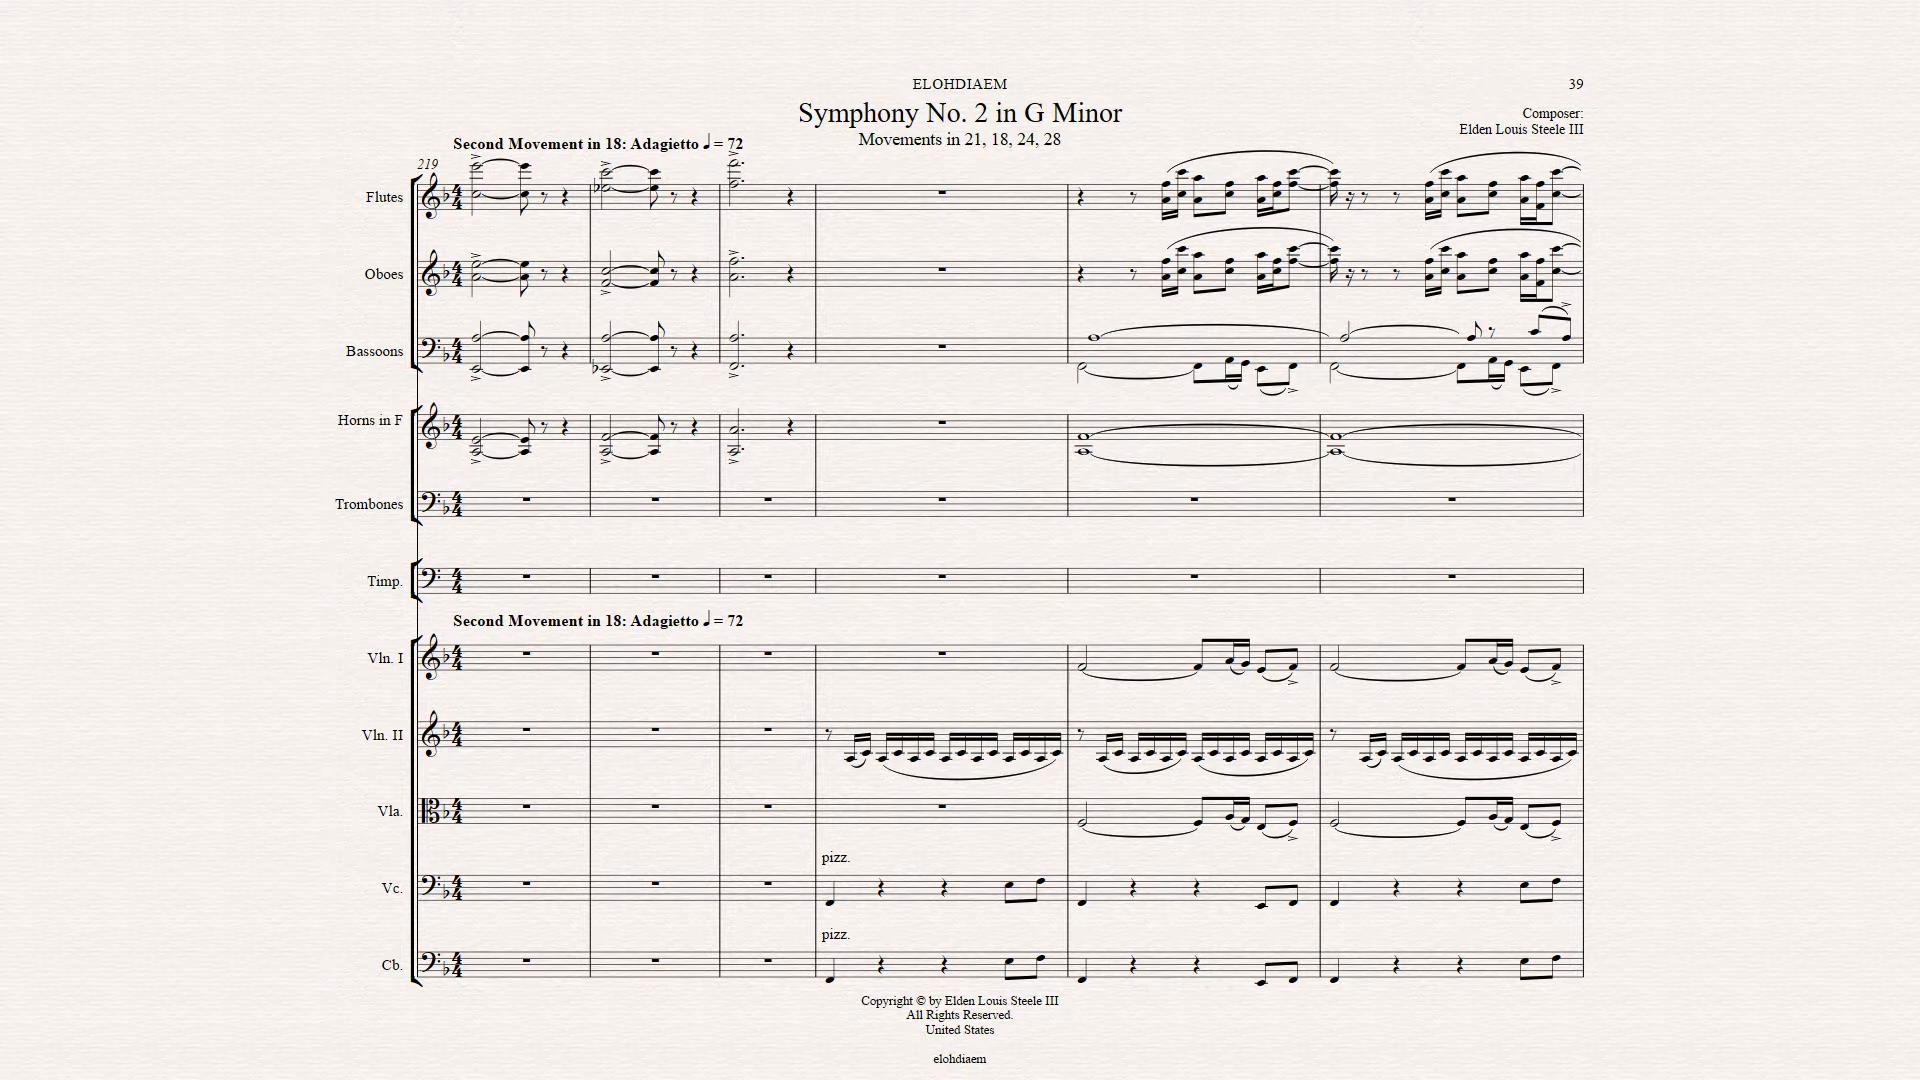 ELOHDIAEM
39
Symphony No. 2 in G Minor
Composer:
Elden Louis Steele III
Movements in 21, 18, 24, 28
Second Movement in 18: Adagietto ♩ = 72
219
Flutes
Oboes
Bassoons
Horns in F
Trombones
Timp.
Second Movement in 18: Adagietto ♩ = 72
Vln. I
Vln. II
Vla.
pizz.
Vc.
pizz.
Cb.
Copyright © by Elden Louis Steele III
All Rights Reserved.
United States
elohdiaem